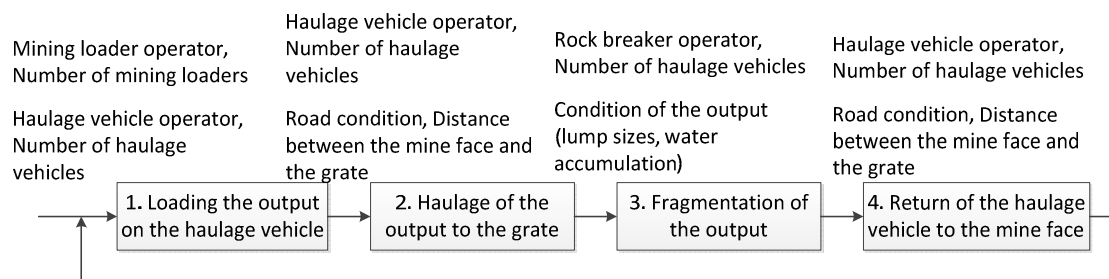 Mining loader operator,
Number of mining loaders
Haulage vehicle operator,
Number of haulage
vehicles
Haulage vehicle operator,
Number of haulage
vehicles
Road condition, Distance
between the mine face and
the grate
Rock breaker operator,
Number of haulage vehicles
Condition of the output
(lump sizes, water
accumulation)
Haulage vehicle operator,
Number of haulage vehicles
Road condition, Distance
between the mine face and
the grate
1. Loading the output
on the haulage vehicle
2. Haulage of the
output to the grate
3. Fragmentation of
the output
4. Return of the haulage
vehicle to the mine face